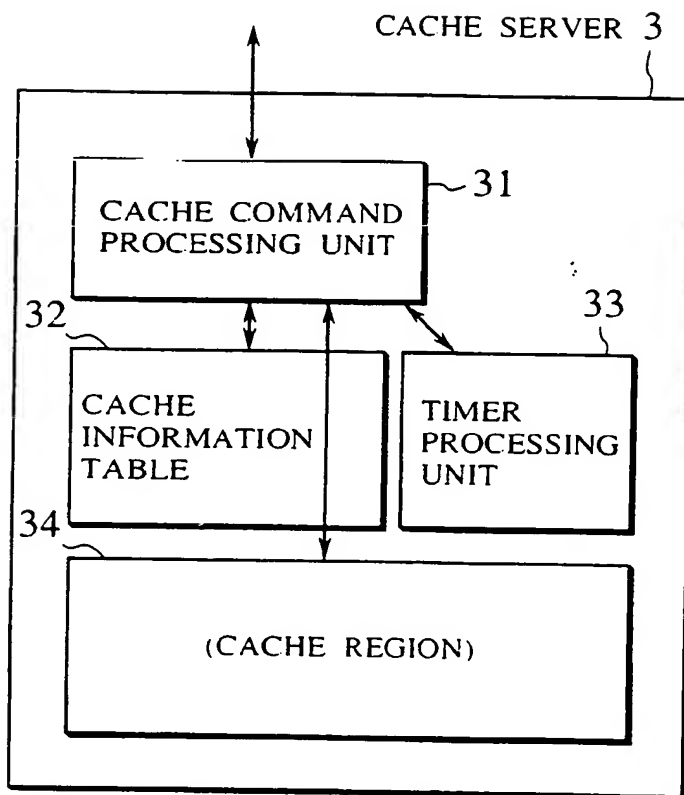 CACHE SERVER 3
31
CACHE COMMAND
PROCESSING UNIT
32
33
CACHE
INFORMATION
TABLE
TIMER
PROCESSING
UNIT
34
(CACHE REGION)